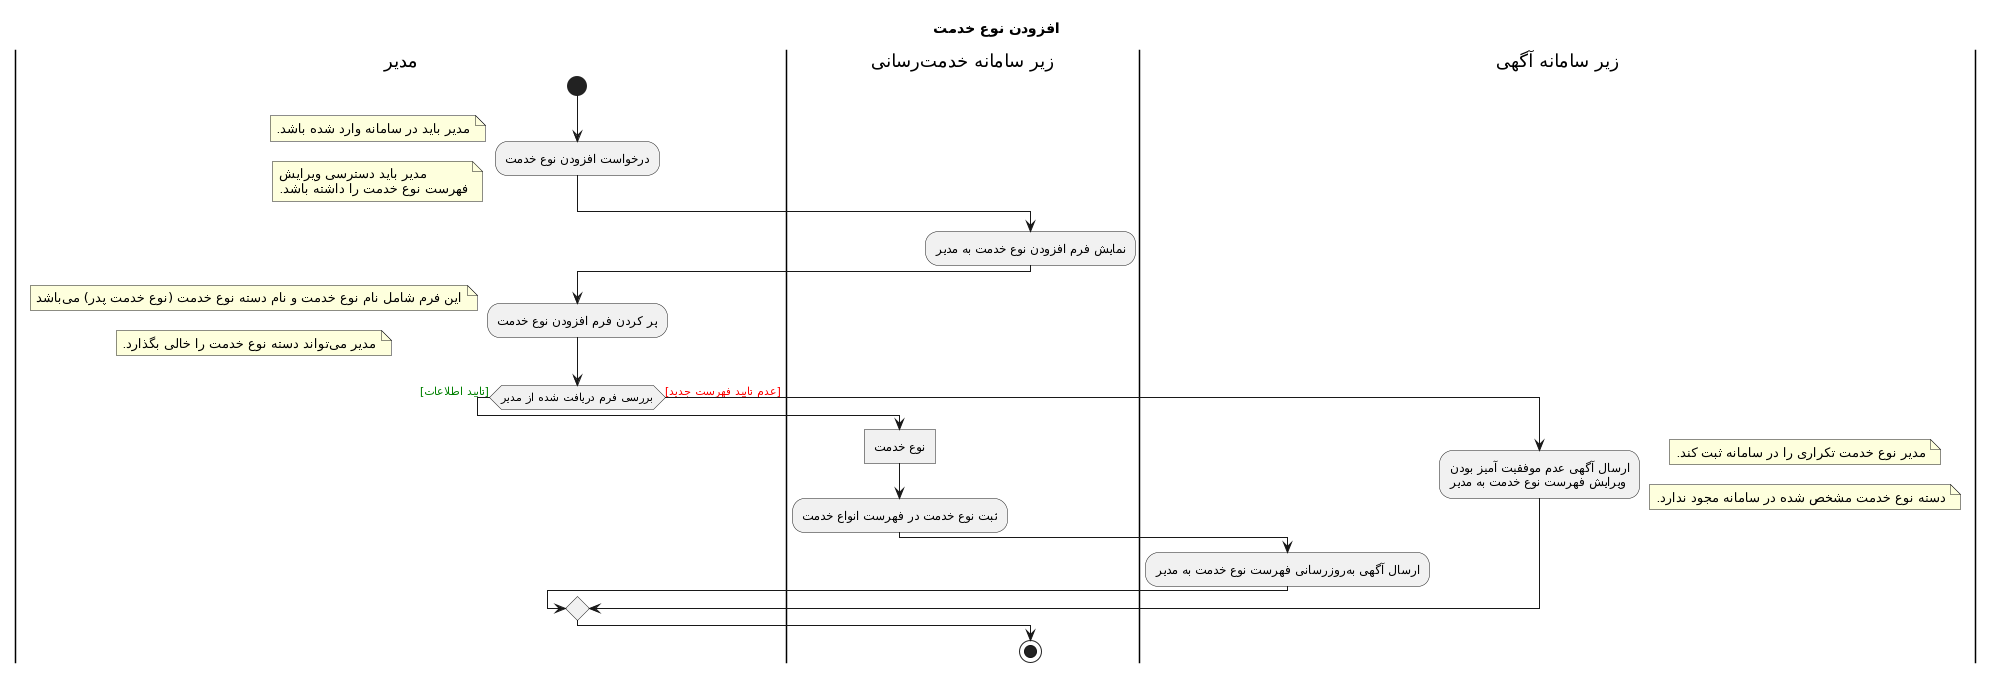 افزودن نوع خدمت
مدیر
زیر سامانه خدمت‌رسانی
زیر سامانه آگهی
مدیر باید در سامانه وارد شده باشد.
درخواست افزودن نوع خدمت
مدیر باید دسترسی ویرایش
فهرست نوع خدمت را داشته باشد.
نمایش فرم افزودن نوع خدمت به مدیر
این فرم شامل نام نوع خدمت و نام دسته نوع خدمت (نوع خدمت پدر) می‌باشد
پر کردن فرم افزودن نوع خدمت
مدیر می‌تواند دسته نوع خدمت را خالی بگذارد.
[تایید اطلاعات]
بررسی فرم دریافت شده از مدیر
[عدم تایید فهرست جدید]
نوع خدمت
مدیر نوع خدمت تکراری را در سامانه ثبت کند.
ارسال آگهی عدم موفقیت آمیز بودن
ویرایش فهرست نوع خدمت به مدیر
دسته نوع خدمت مشخص شده در سامانه مجود ندارد.
ثبت نوع خدمت در فهرست انواع خدمت
ارسال آگهی به‌روزرسانی فهرست نوع خدمت به مدیر